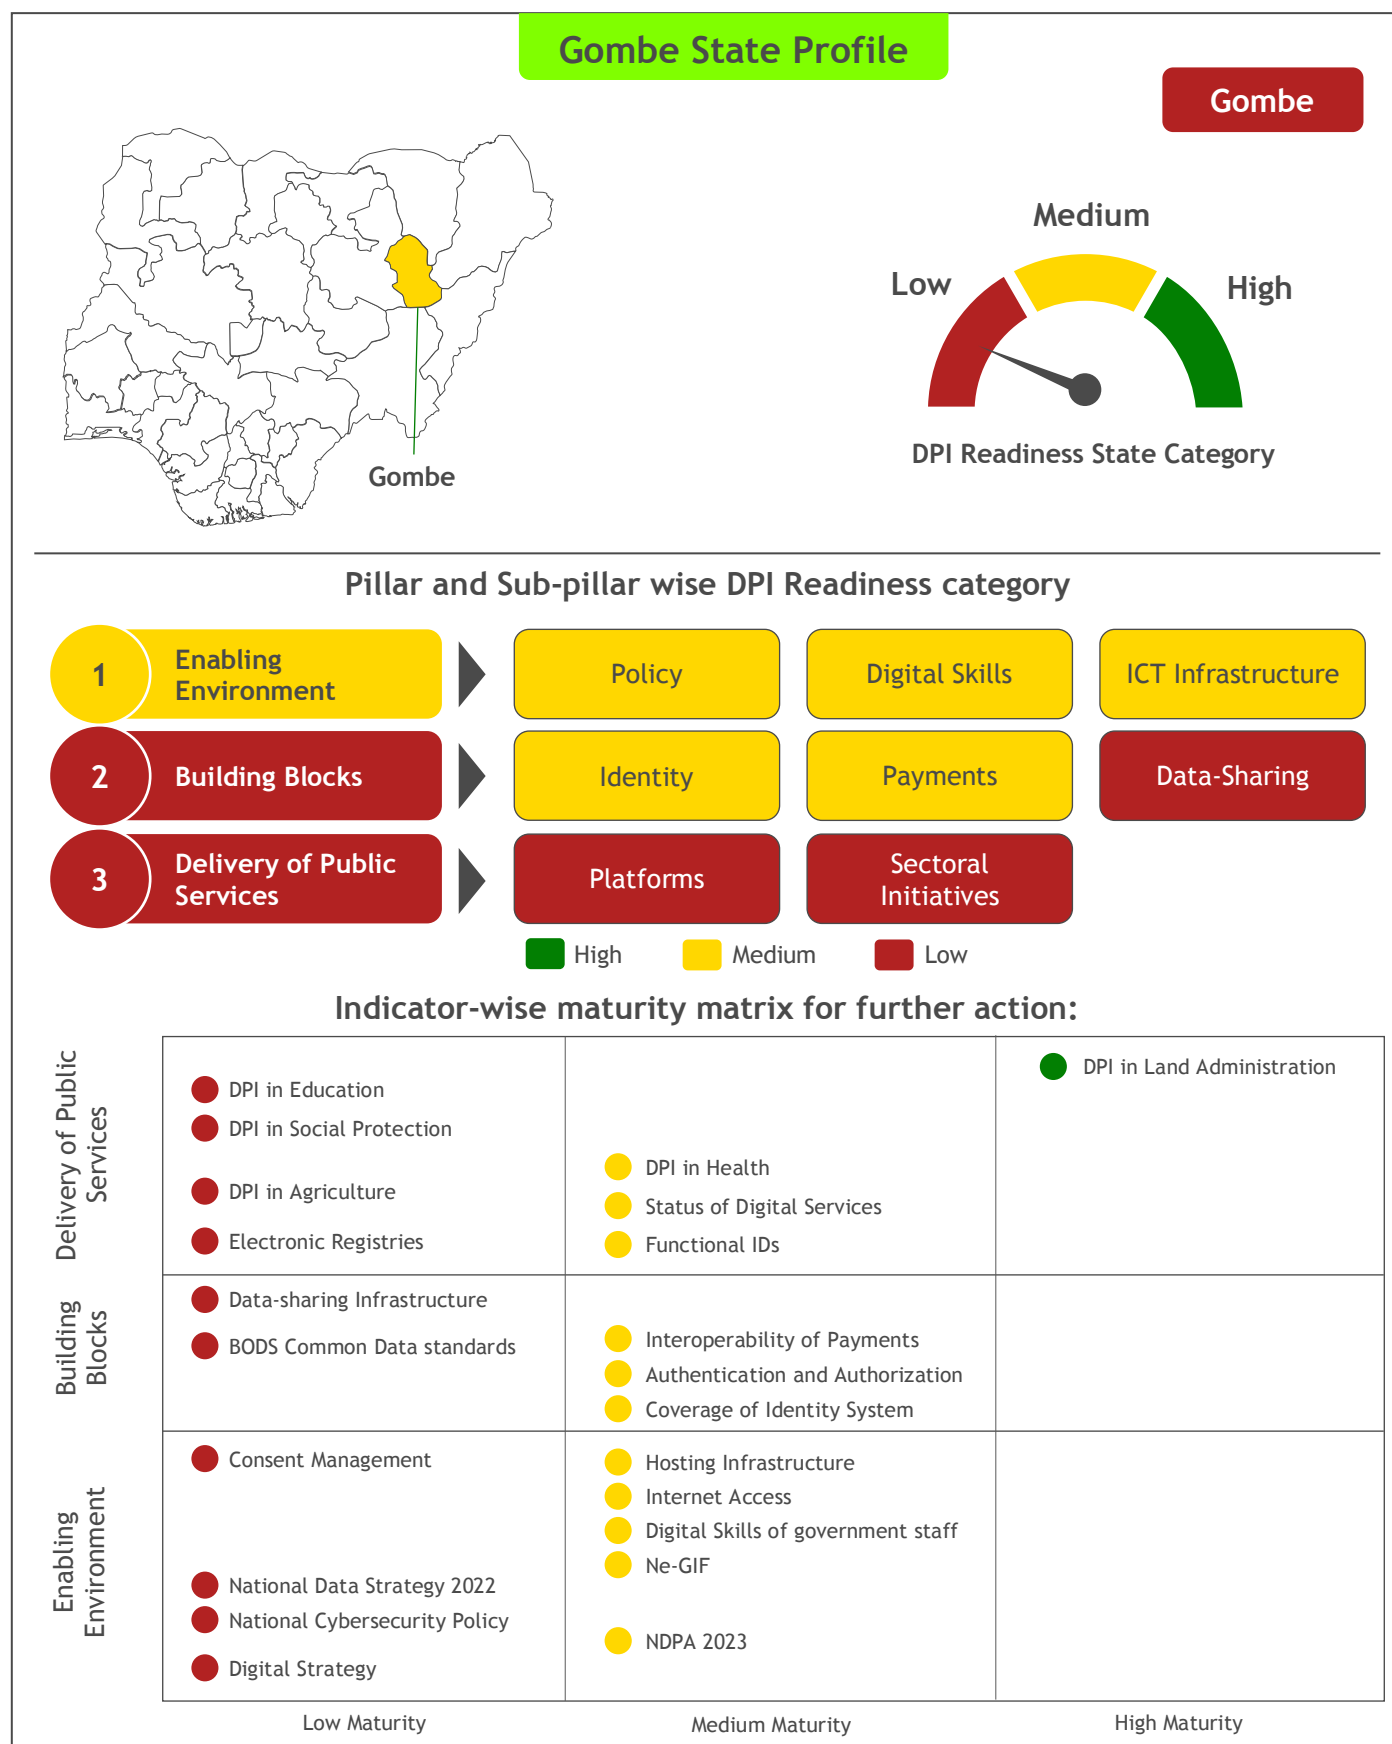 Gombe State Profile
Gombe
Medium
Low
High
DPI Readiness State Category
Gombe
Pillar and Sub-pillar wise DPI Readiness category
1
Enabling
Environment
Policy
Digital Skills
ICT Infrastructure
2
Building Blocks
Identity
Payments
Data-Sharing
3
Delivery of Public
Services
Platforms
Sectoral
Initiatives
High
Medium
Low
Indicator-wise maturity matrix for further action:
Delivery of Public
Services
DPI in Education
DPI in Social Protection
DPI in Agriculture
Electronic Registries
DPI in Health
Status of Digital Services
Functional IDs
DPI in Land Administration
Building
Blocks
Data-sharing Infrastructure
BODS Common Data standards
Interoperability of Payments
Authentication and Authorization
Coverage of Identity System
Enabling
Environment
Consent Management
National Data Strategy 2022
National Cybersecurity Policy
Digital Strategy
Hosting Infrastructure
Internet Access
Digital Skills of government staff
Ne-GIF
NDPA 2023
Low Maturity
Medium Maturity
High Maturity